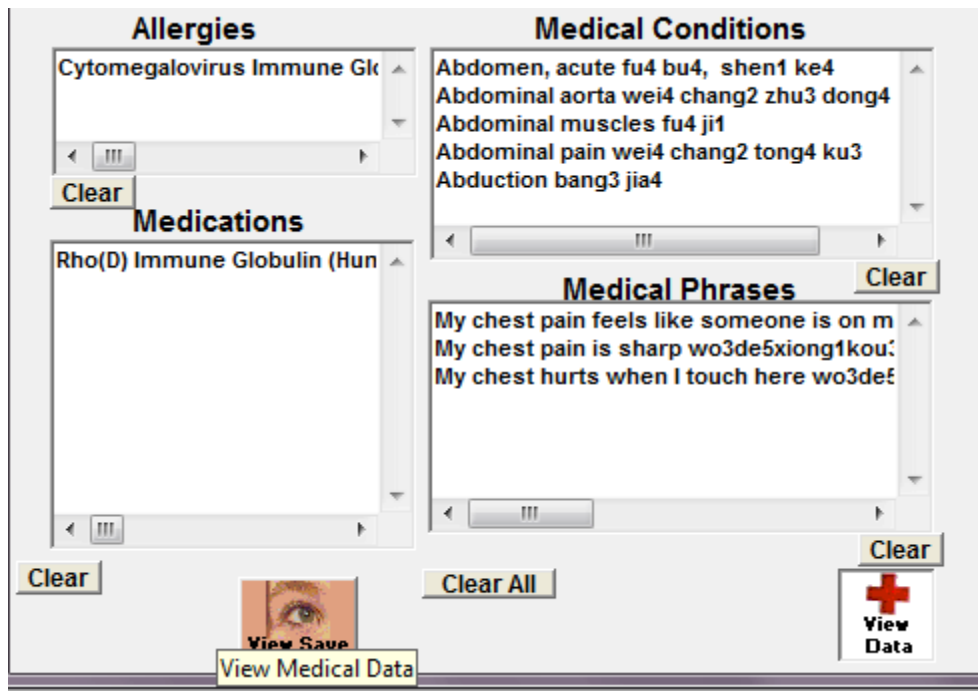 Allergies
Cytomegalovirus Immune Glo
Clear
Medications
Rho(D) Immune Globulin (Hun
Clear
Medical Conditions
Abdomen, acute fu4 bu4,  shen1 ke4
Abdominal aorta wei4 chang2 zhu3 dong4
Abdominal muscles fu4 ji1
Abdominal pain wei4 chang2 tong4 ku3
Abduction bang3 jia4
Clear
Medical Phrases
My chest pain feels like someone is on m
My chest pain is sharp wo3de5xiong1kou3
My chest hurts when I touch here wo3de5
Clear
Clear All
View Save
View Medical Data
View
Data